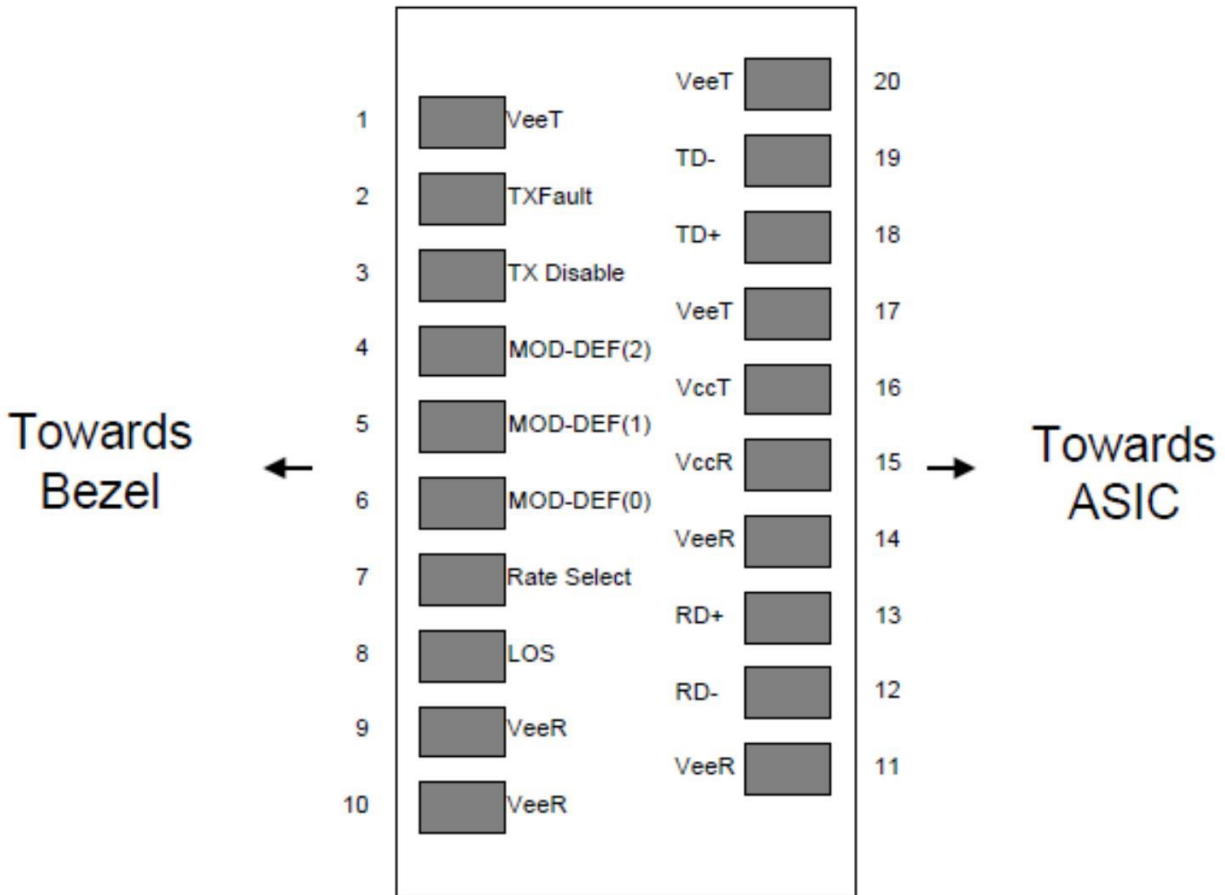 VeeT 20
1 VeeT
TD- 19
2 TXFault
TD+ 18
3 TX Disable
VeeT 17
4 MOD-DEF(2)
VccT 16
5 MOD-DEF(1)
Towards
Bezel
VccR 15
Towards
ASIC
6 MOD-DEF(0)
VeeR 14
7 Rate Select
RD+ 13
8 LOS
RD- 12
9 VeeR
VeeR 11
10 VeeR